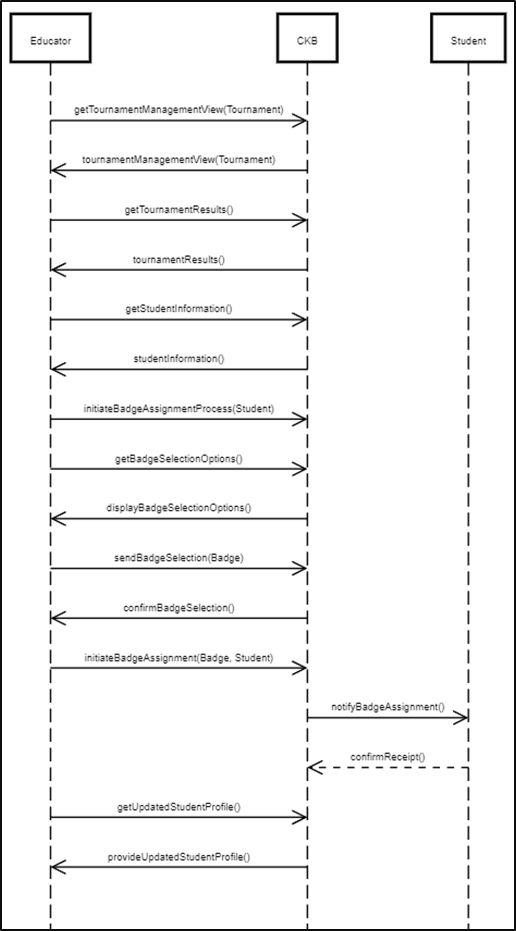 Educator
CKB
Student
getTournamentManagementView(Tournament)
tournamentManagementView(Tournament)
getTournamentResults()
tournamentResults()
getStudentInformation()
studentInformation()
initiateBadgeAssignmentProcess(Student)
getBadgeSelectionOptions()
displayBadgeSelectionOptions()
sendBadgeSelection(Badge)
confirmBadgeSelection()
initiateBadgeAssignment(Badge, Student)
notifyBadgeAssignment()
confirmReceipt()
getUpdatedStudentProfile()
provideUpdatedStudentProfile()